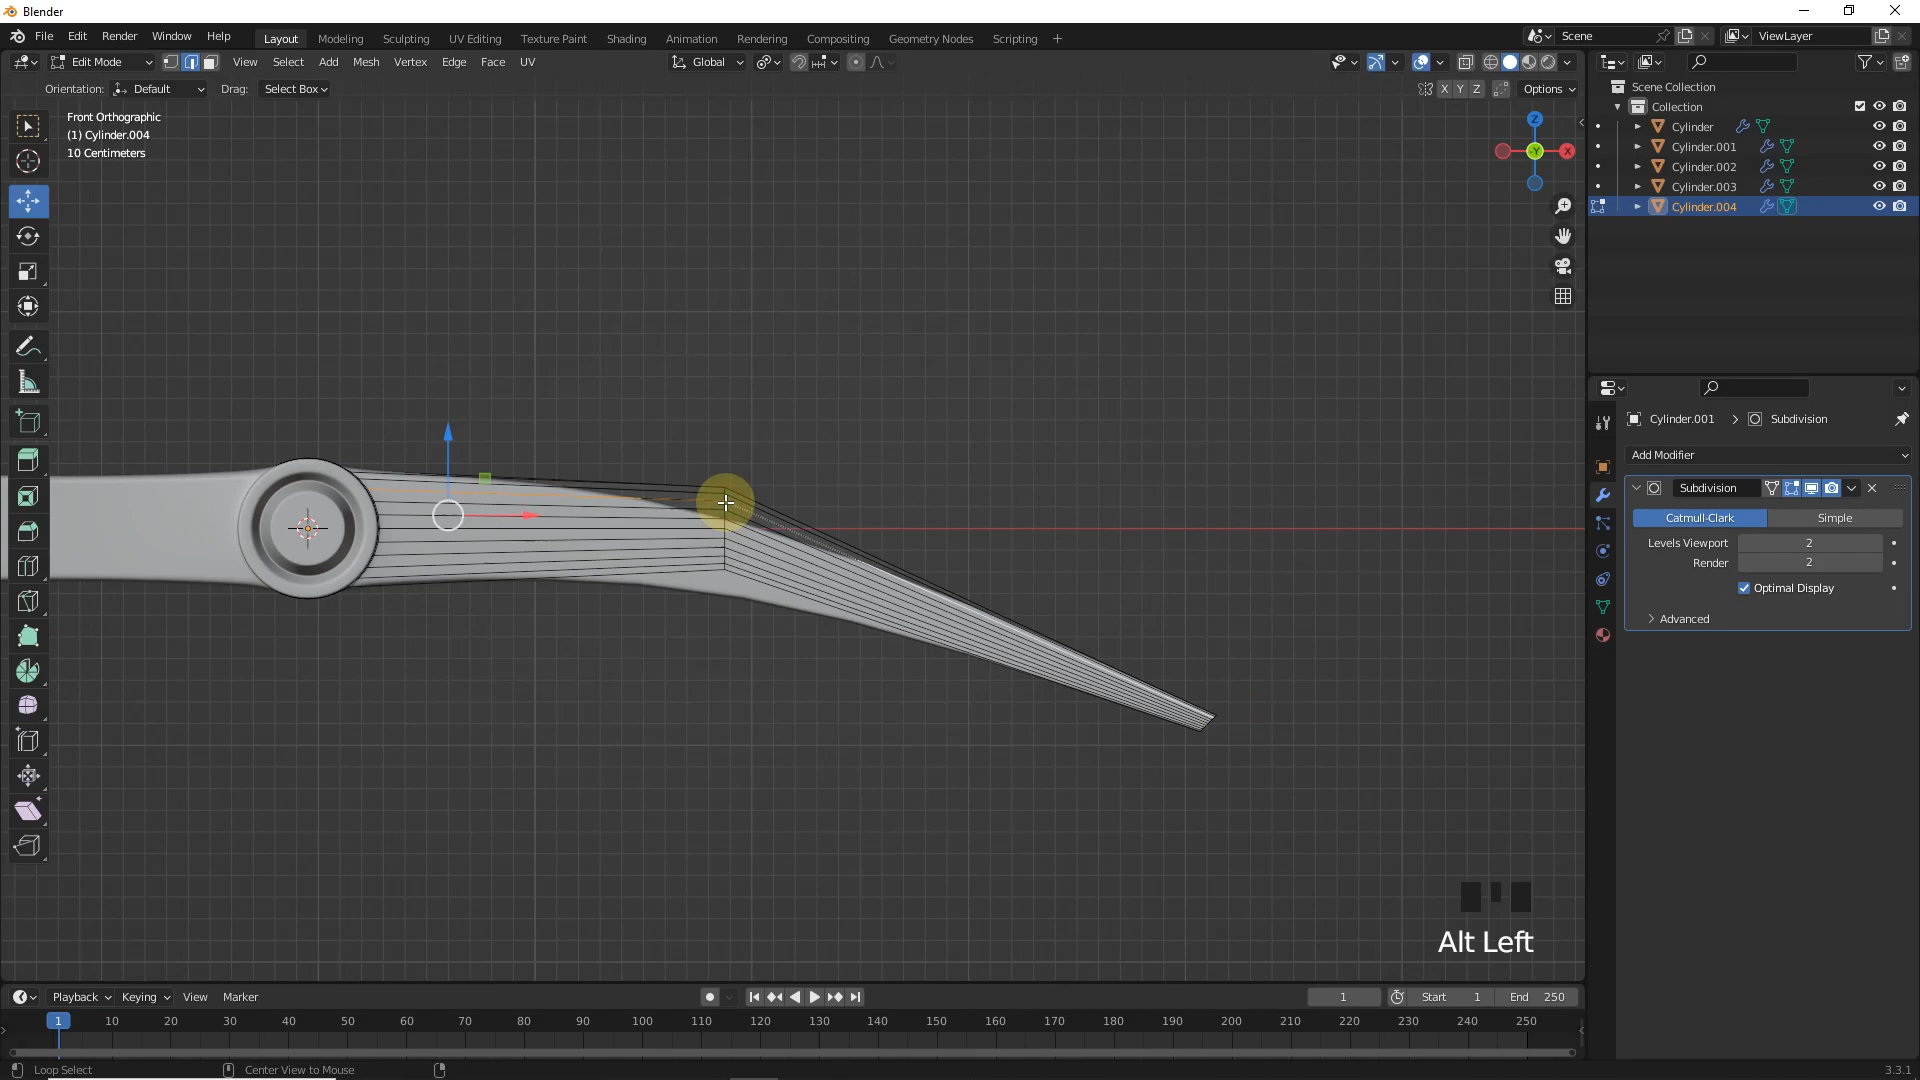 Blender
File Edit Render Window Help
Layout Modeling Sculpting UV Editing Texture Paint Shading Animation Rendering Compositing Geometry Nodes Scripting +
Scene ViewLayer
Edit Mode View Select Add Mesh Vertex Edge Face UV
Global
Orientation: Default Drag: Select Box
X Y Z Options
Front Orthographic
(1) Cylinder.004
10 Centimeters
Z
-Y X
Scene Collection
Collection
Cylinder
Cylinder.001
Cylinder.002
Cylinder.003
Cylinder.004
Cylinder.001 > Subdivision
Add Modifier
Subdivision
Catmull-Clark Simple
Levels Viewport 2
Render 2
Optimal Display
Advanced
Alt Left
Playback Keying View Marker
1 Start 1 End 250
1 10 20 30 40 50 60 70 80 90 100 110 120 130 140 150 160 170 180 190 200 210 220 230 240 250
Loop Select Center View to Mouse 3.3.1